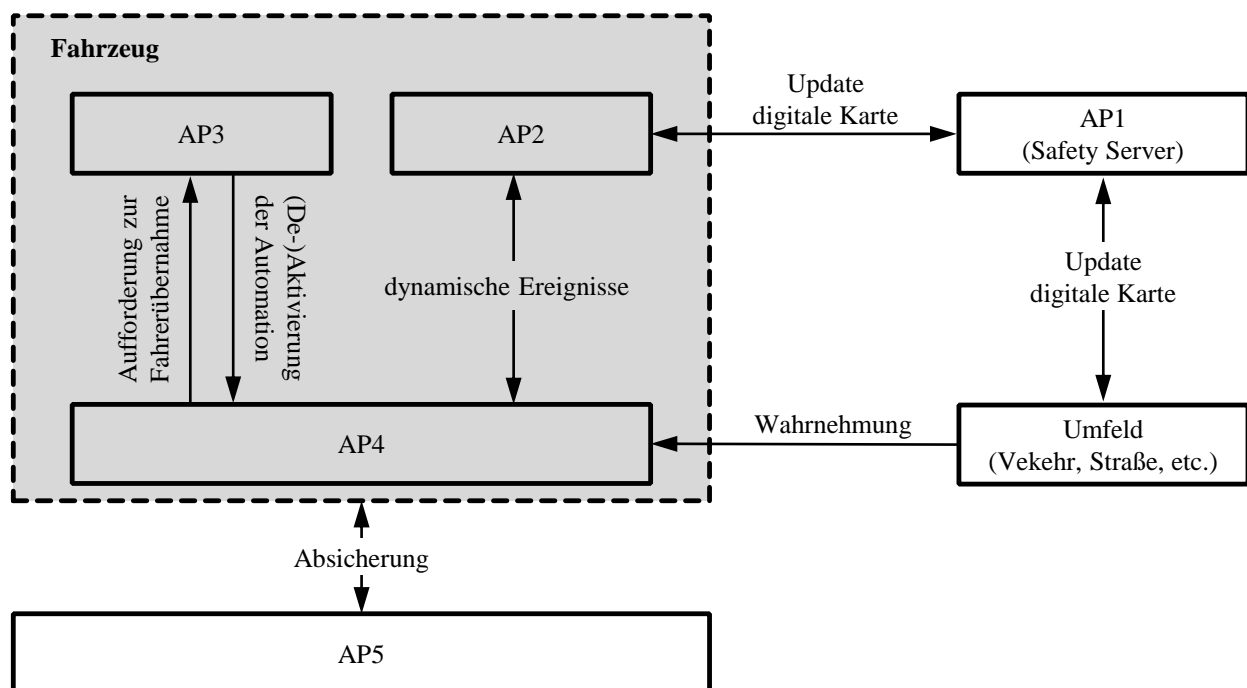 Fahrzeug
AP3
AP2
Update
digitale Karte
AP1
(Safety Server)
Aufforderung zur
Fahrerübernahme
(De-)Aktivierung
der Automation
dynamische Ereignisse
Update
digitale Karte
AP4
Wahrnehmung
Umfeld
(Vekehr, Straße, etc.)
Absicherung
AP5